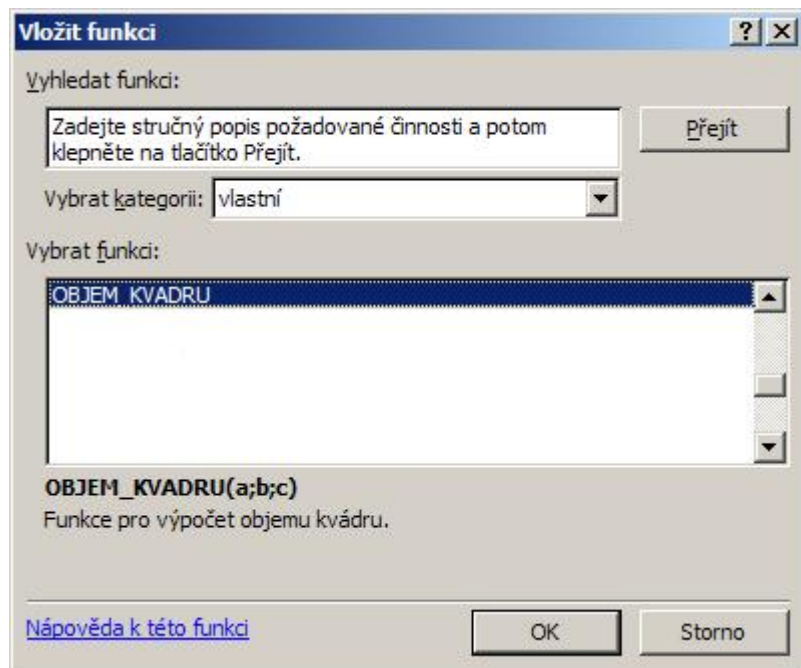 Vložit funkci
Vyhledat funkci:
Zadejte stručný popis požadované činnosti a potom
klepněte na tlačítko Přejít.
Přejít
Vybrat kategorii: vlastní
Vybrat funkci:
OBJEM_KVADRU
OBJEM_KVADRU(a;b;c)
Funkce pro výpočet objemu kvádru.
Nápověda k této funkci
OK
Storno